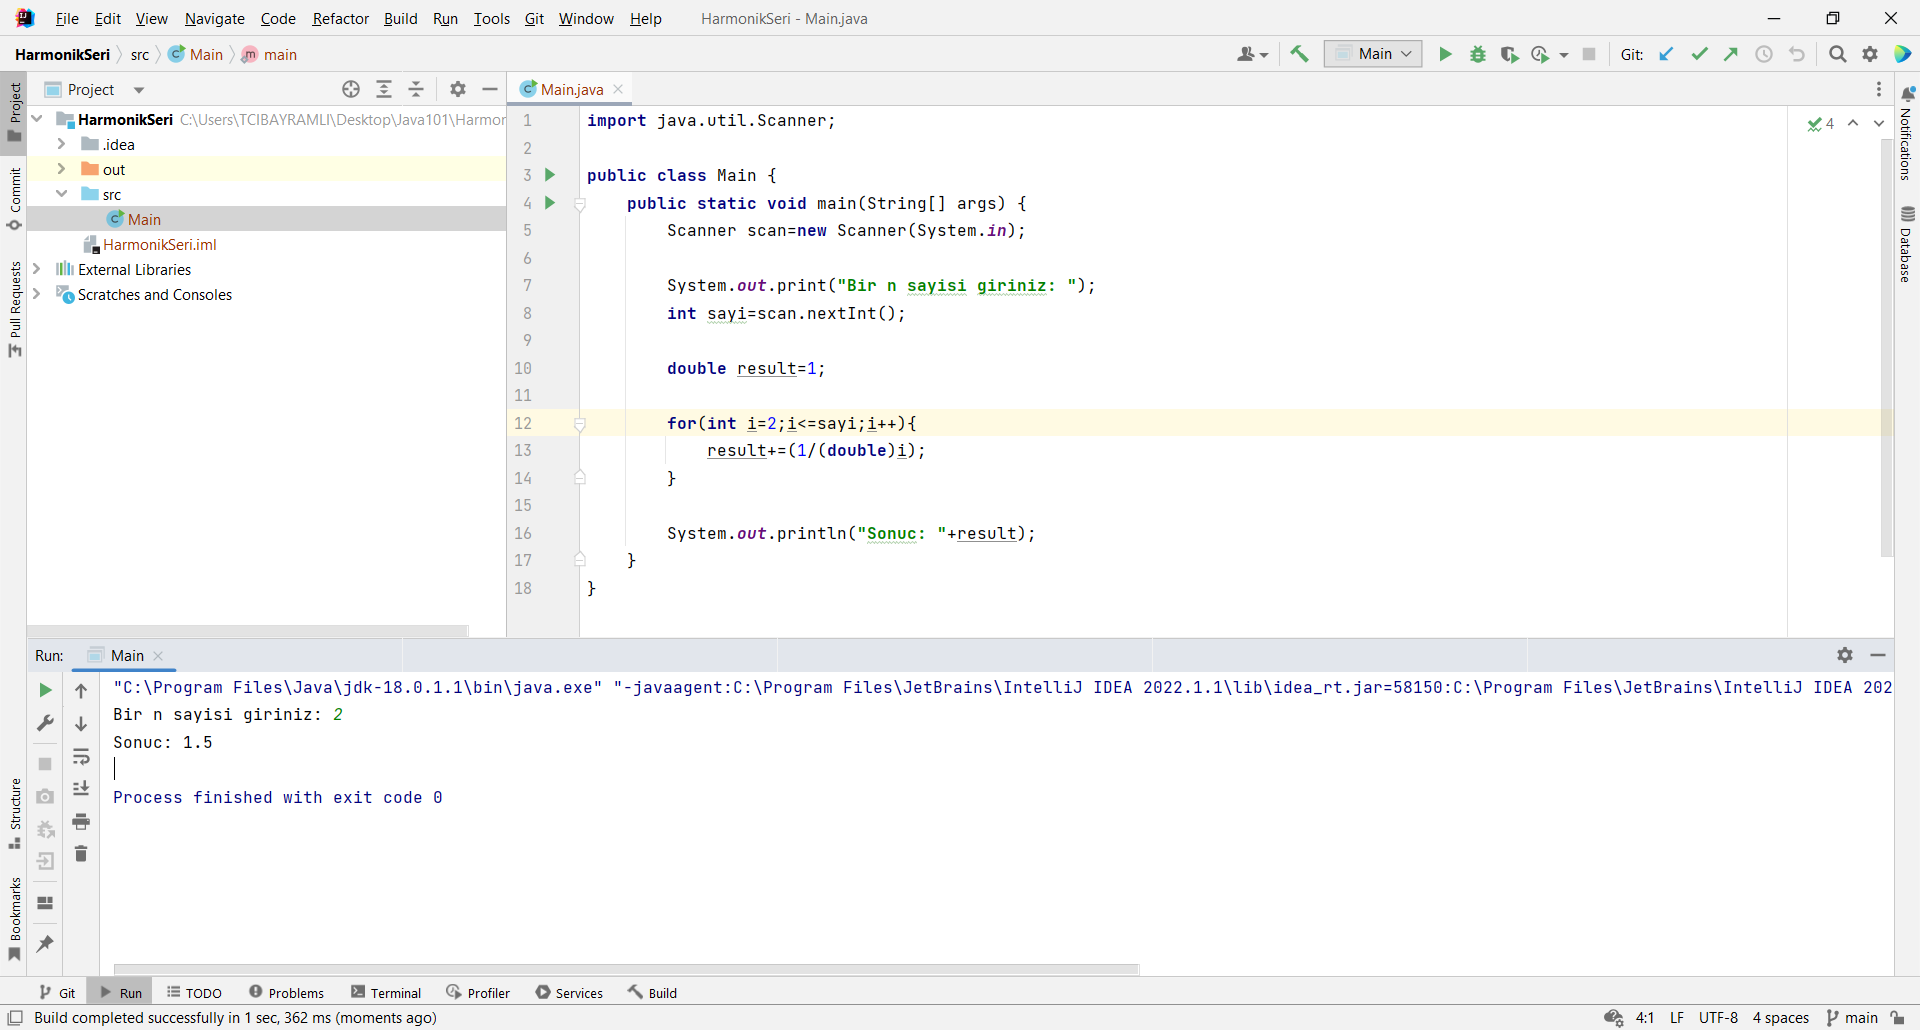 File Edit View Navigate Code Refactor Build Run Tools Git Window Help HarmonikSeri - Main.java
HarmonikSeri src Main main Main Git:
Project
HarmonikSeri C:\Users\TCIBAYRAMLI\Desktop\Java101\Harmor
.idea
out
src
Main
HarmonikSeri.iml
External Libraries
Scratches and Consoles
Main.java
4
1 import java.util.Scanner;
2
3 public class Main {
4 public static void main(String[] args) {
5 Scanner scan=new Scanner(System.in);
6
7 System.out.print("Bir n sayisi giriniz: ");
8 int sayi=scan.nextInt();
9
10 double result=1;
11
12 for(int i=2;i<=sayi;i++){
13 result+=(1/(double)i);
14 }
15
16 System.out.println("Sonuc: "+result);
17 }
18 }
Project
Commit
Pull Requests
Structure
Bookmarks
Notifications
Database
Run: Main
"C:\Program Files\Java\jdk-18.0.1.1\bin\java.exe" "-javaagent:C:\Program Files\JetBrains\IntelliJ IDEA 2022.1.1\lib\idea_rt.jar=58150:C:\Program Files\JetBrains\IntelliJ IDEA 202
Bir n sayisi giriniz: 2
Sonuc: 1.5
Process finished with exit code 0
Git Run TODO Problems Terminal Profiler Services Build
Build completed successfully in 1 sec, 362 ms (moments ago) 4:1 LF UTF-8 4 spaces main